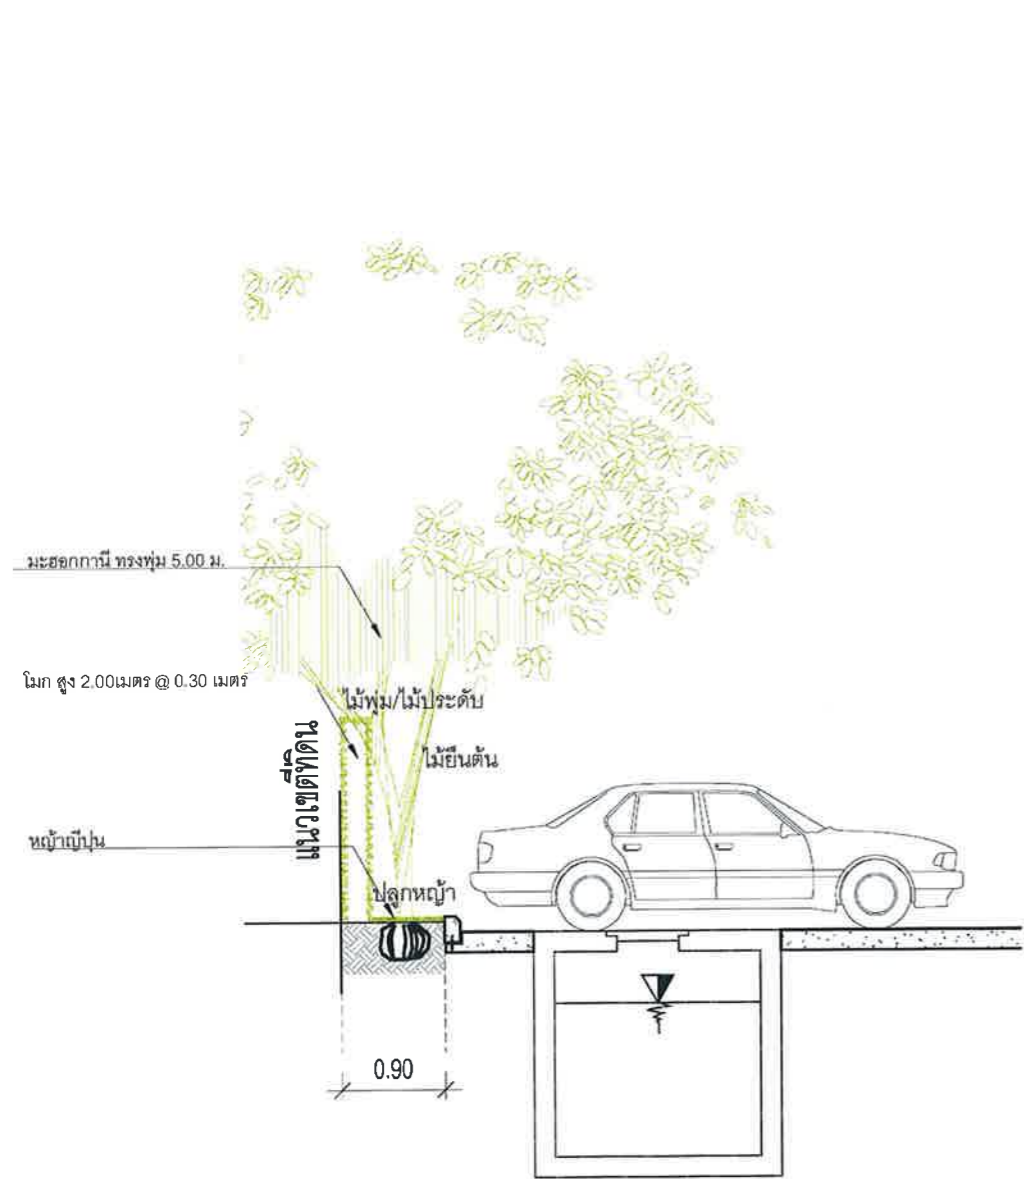 มะฮอกกานี ทรงพุ่ม 5.00 ม.
โมก สูง 2.00เมตร @ 0.30 เมตร
ไม้พุ่ม/ไม้ประดับ
ไม้ยืนต้น
แนวเขตที่ดิน
หญ้าญี่ปุ่น
ปลูกหญ้า
0.90